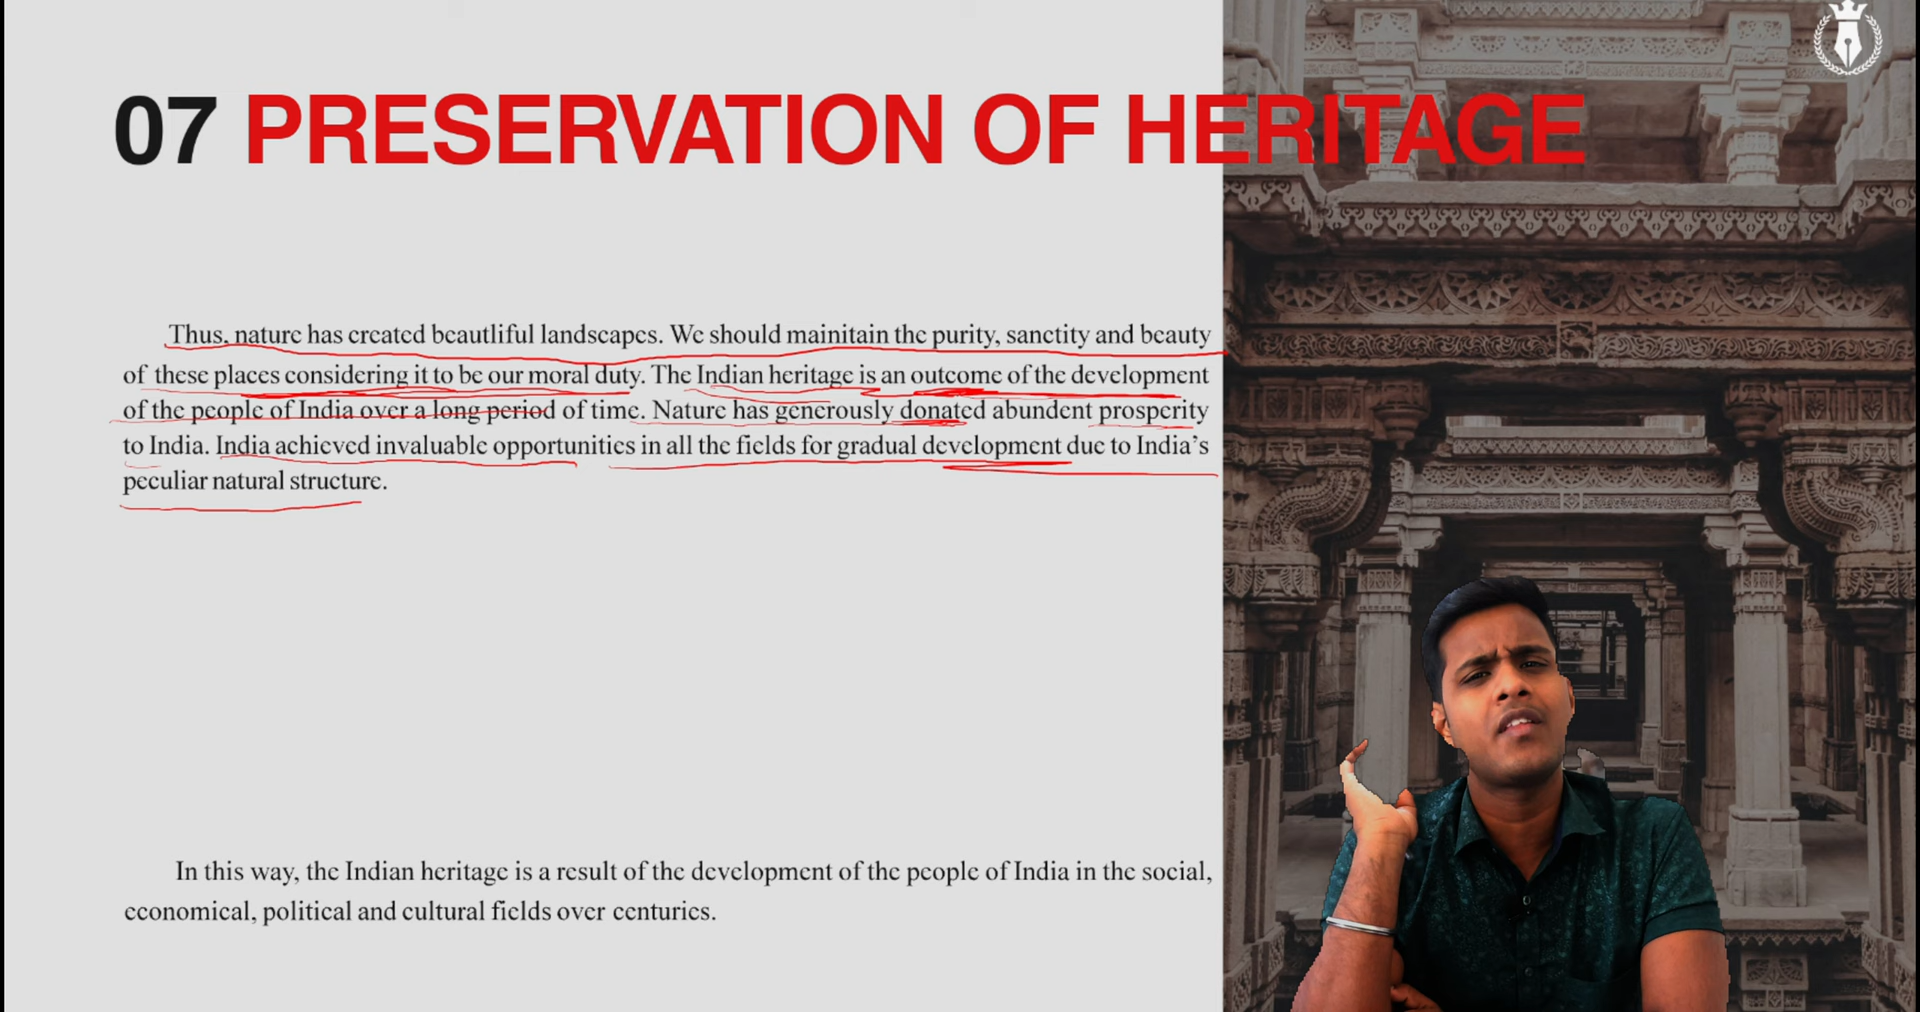 07 PRESERVATION OF HERITAGE
Thus, nature has created beautliful landscapes. We should mainitain the purity, sanctity and beauty
of these places considering it to be our moral duty. The Indian heritage is an outcome of the development
of the people of India over a long period of time. Nature has generously donated abundent prosperity
to India. India achieved invaluable opportunities in all the fields for gradual development due to India's
peculiar natural structure.
In this way, the Indian heritage is a result of the development of the people of India in the social,
economical, political and cultural fields over centuries.